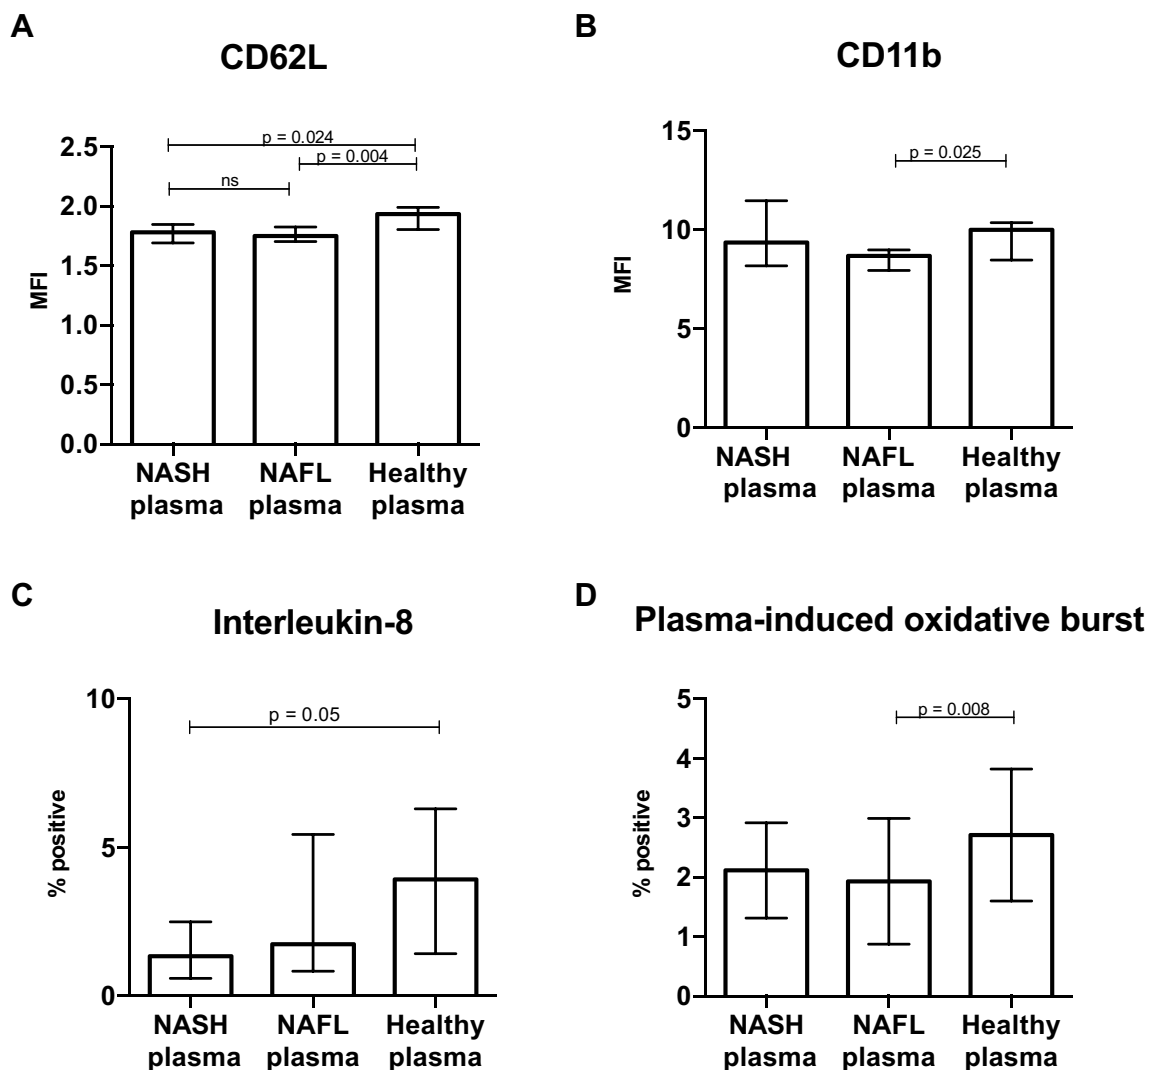 A
CD62L
p = 0.024
p = 0.004
ns
2.5
2.0
1.5
1.0
0.5
0.0
MFI
NASH NAFL Healthy
plasma plasma plasma
B
CD11b
p = 0.025
15
10
5
0
MFI
NASH NAFL Healthy
plasma plasma plasma
C
Interleukin-8
p = 0.05
10
5
0
% positive
NASH NAFL Healthy
plasma plasma plasma
D
Plasma-induced oxidative burst
p = 0.008
5
4
3
2
1
0
% positive
NASH NAFL Healthy
plasma plasma plasma